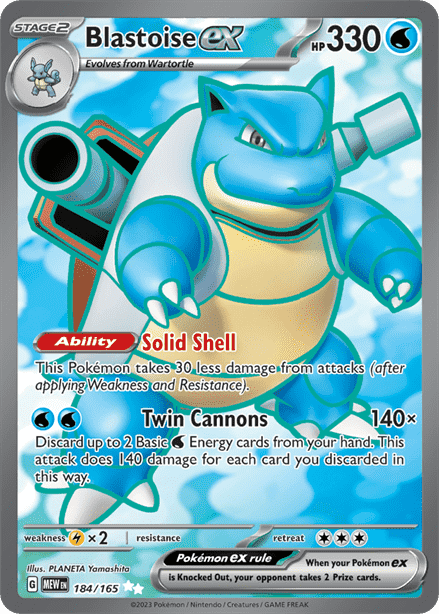 STAGE2 Blastoise ex HP330
Evolves from Wartortle
Ability Solid Shell
This Pokémon takes 30 less damage from attacks (after
applying Weakness and Resistance).
Twin Cannons 140×
Discard up to 2 Basic Energy cards from your hand. This
attack does 140 damage for each card you discarded in
this way.
weakness ×2 resistance retreat
Illus. PLANETA Yamashita
Pokémon ex rule When your Pokémon ex
is Knocked Out, your opponent takes 2 Prize cards.
G MEW EN 184/165
©2023 Pokémon / Nintendo / Creatures / GAME FREAK